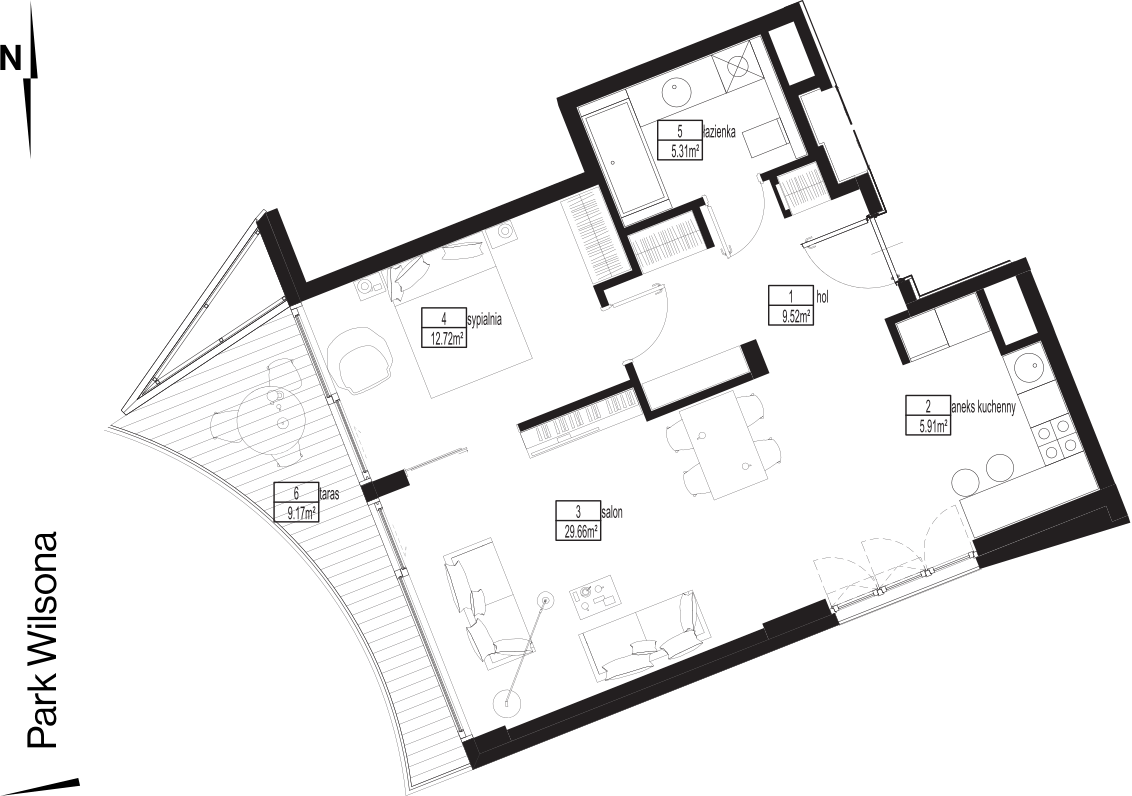 N
5 łazienka
5.31m²
1 hol
9.52m²
4 sypialnia
12.72m²
2 aneks kuchenny
5.91m²
6 taras
9.17m²
3 salon
29.66m²
Park Wilsona